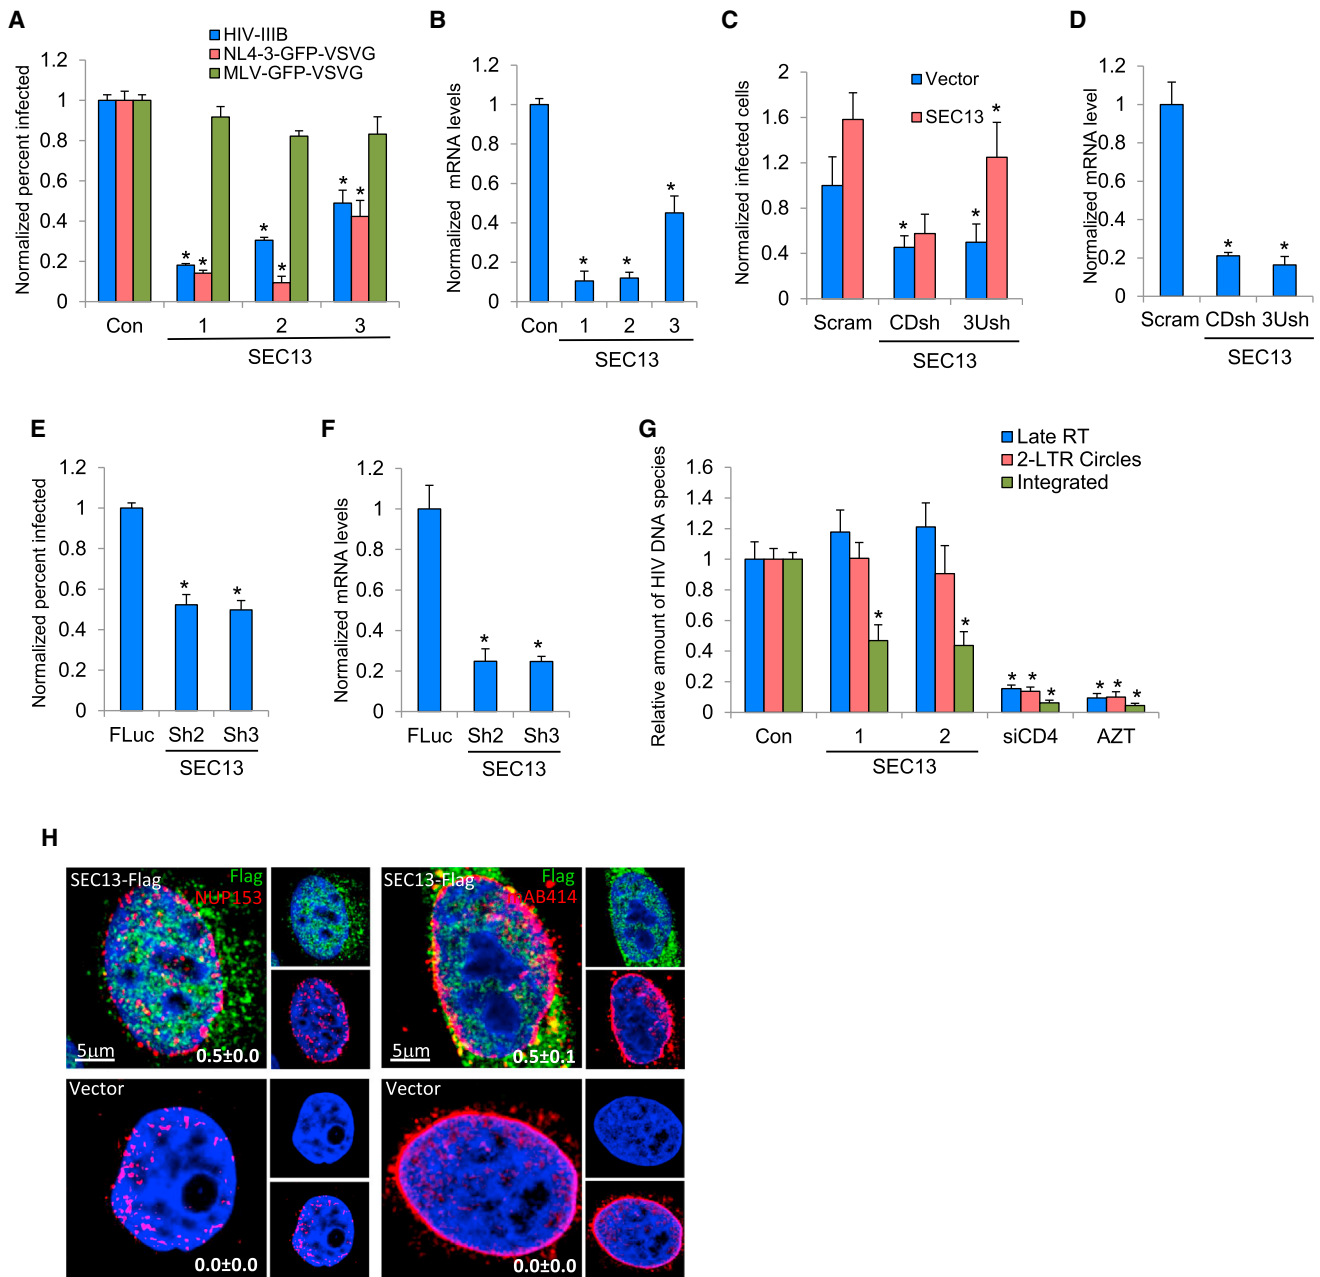 A
HIV-IIIB
NL4-3-GFP-VSVG
MLV-GFP-VSVG
Normalized percent infected
1.2
1
0.8
0.6
0.4
0.2
0
* * * * * *
Con 1 2 3
SEC13
B
Normalized mRNA levels
1.2
1
0.8
0.6
0.4
0.2
0
* * *
Con 1 2 3
SEC13
C
Vector
SEC13
Normalized infected cells
2
1.6
1.2
0.8
0.4
0
* * *
Scram CDsh 3Ush
SEC13
D
Normalized mRNA level
1.2
1
0.8
0.6
0.4
0.2
0
* *
Scram CDsh 3Ush
SEC13
E
Normalized percent infected
1.2
1
0.8
0.6
0.4
0.2
0
* *
FLuc Sh2 Sh3
SEC13
F
Normalized mRNA levels
1.2
1
0.8
0.6
0.4
0.2
0
* *
FLuc Sh2 Sh3
SEC13
G
Late RT
2-LTR Circles
Integrated
Relative amount of HIV DNA species
1.6
1.4
1.2
1
0.8
0.6
0.4
0.2
0
* * * * * * * *
Con 1 2 siCD4 AZT
SEC13
H
SEC13-Flag Flag
NUP153
5µm 0.5±0.0
SEC13-Flag Flag
mAB414
5µm 0.5±0.1
Vector
0.0±0.0
Vector
0.0±0.0